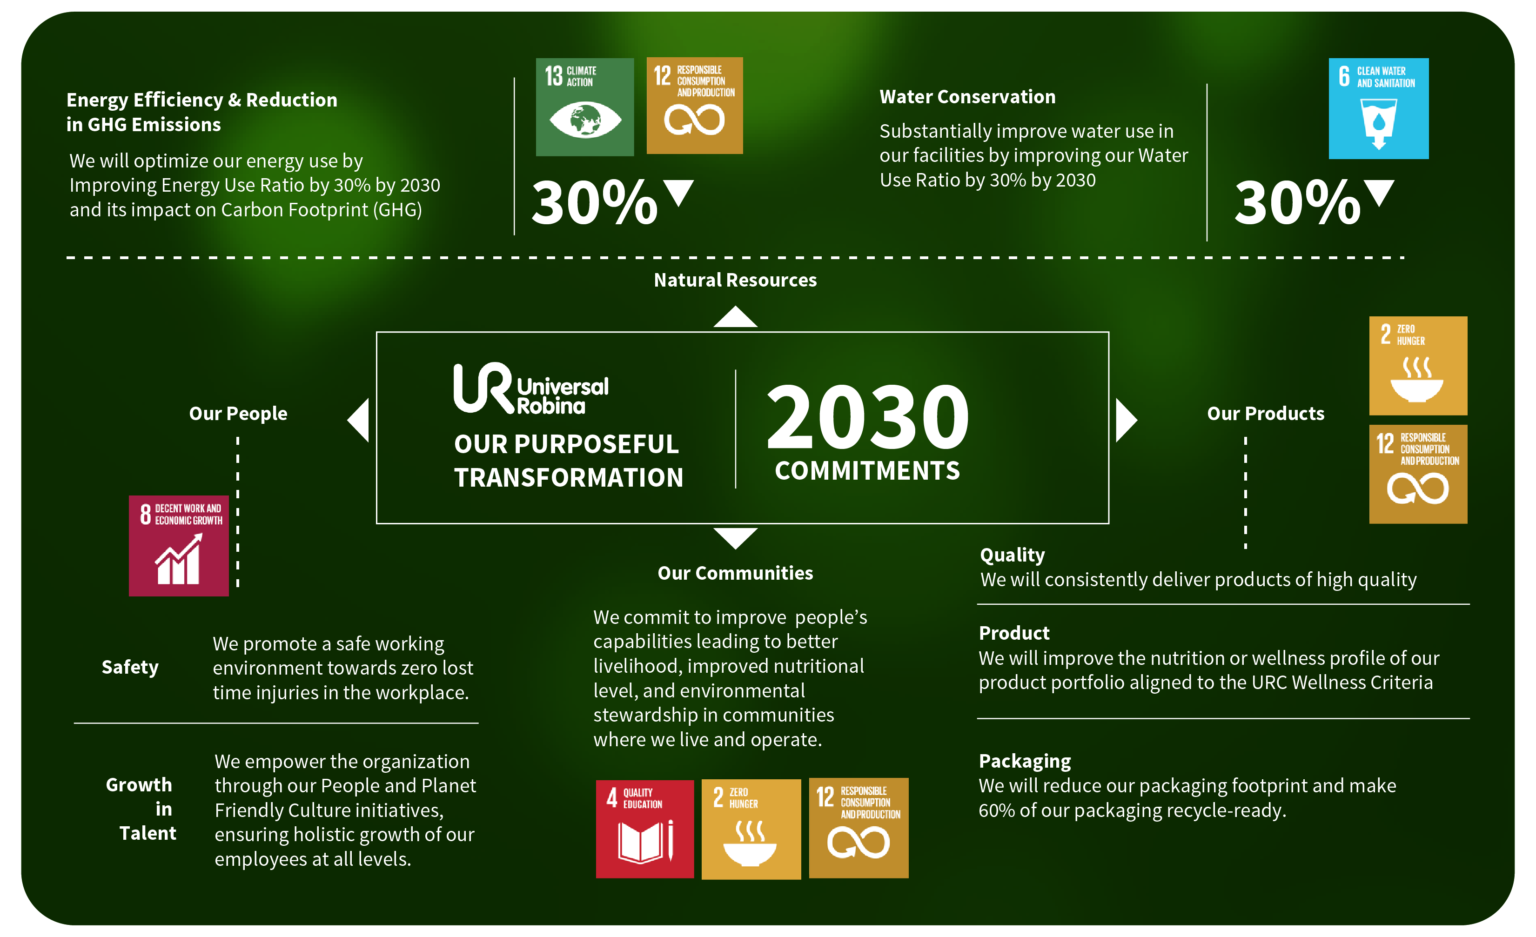 Energy Efficiency & Reduction
in GHG Emissions
We will optimize our energy use by
Improving Energy Use Ratio by 30% by 2030
and its impact on Carbon Footprint (GHG)
13 CLIMATE
ACTION
12 RESPONSIBLE
CONSUMPTION
AND PRODUCTION
30%
Water Conservation
Substantially improve water use in
our facilities by improving our Water
Use Ratio by 30% by 2030
6 CLEAN WATER
AND SANITATION
30%
Natural Resources
UR Universal
Robina
OUR PURPOSEFUL
TRANSFORMATION
2030
COMMITMENTS
Our People
8 DECENT WORK AND
ECONOMIC GROWTH
Safety
We promote a safe working
environment towards zero lost
time injuries in the workplace.
Growth
in
Talent
We empower the organization
through our People and Planet
Friendly Culture initiatives,
ensuring holistic growth of our
employees at all levels.
Our Communities
We commit to improve  people’s
capabilities leading to better
livelihood, improved nutritional
level, and environmental
stewardship in communities
where we live and operate.
4 QUALITY
EDUCATION
2 ZERO
HUNGER
12 RESPONSIBLE
CONSUMPTION
AND PRODUCTION
Our Products
2 ZERO
HUNGER
12 RESPONSIBLE
CONSUMPTION
AND PRODUCTION
Quality
We will consistently deliver products of high quality
Product
We will improve the nutrition or wellness profile of our
product portfolio aligned to the URC Wellness Criteria
Packaging
We will reduce our packaging footprint and make
60% of our packaging recycle-ready.